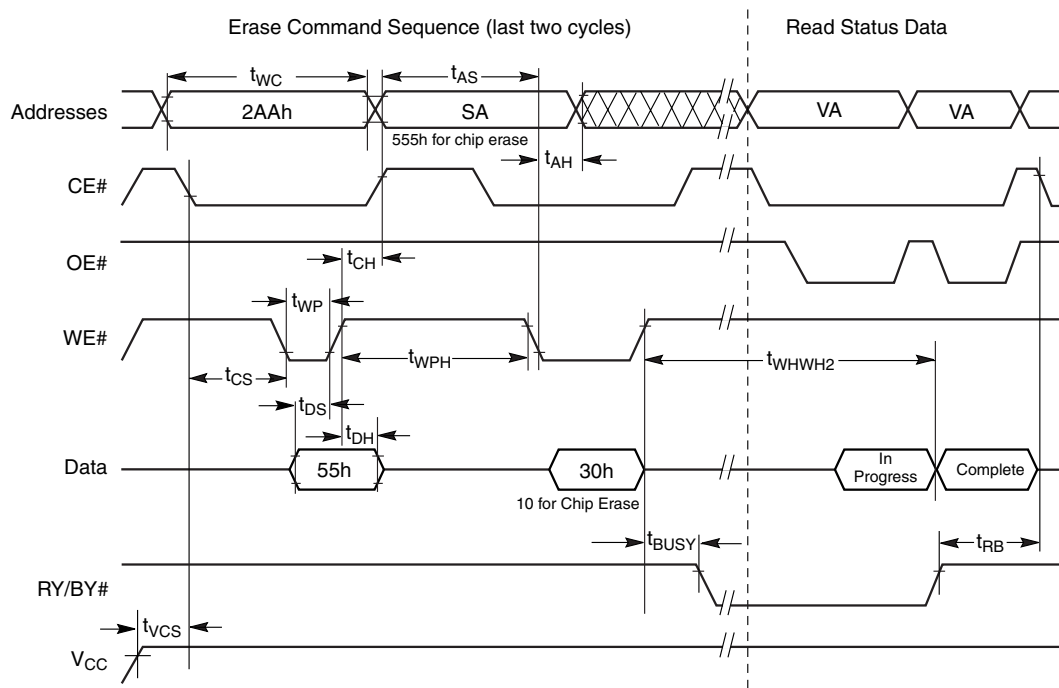 Erase Command Sequence (last two cycles) Read Status Data
tWC tAS
Addresses 2AAh SA VA VA
555h for chip erase
tAH
CE#
OE#
tCH
tWP
WE#
tWPH tWHWH2
tCS
tDS
tDH
Data 55h 30h In Progress Complete
10 for Chip Erase
tBUSY tRB
RY/BY#
tVCS
VCC